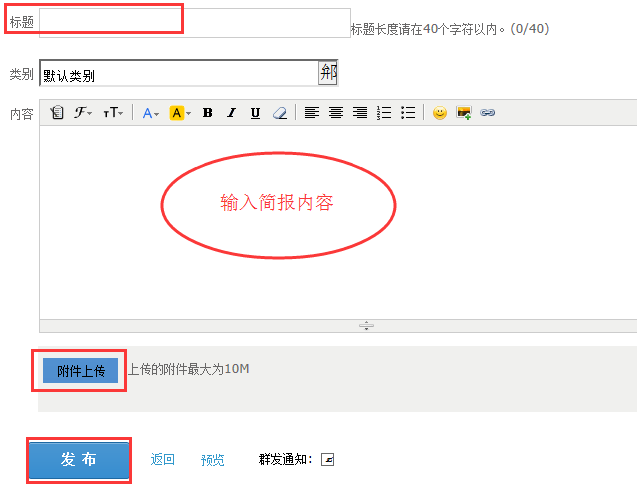 标题
标题长度请在40个字符以内。(0/40)
类别 默认类别
内容 F T A A B I U
输入简报内容
附件上传 上传的附件最大为10M
发布 返回 预览 群发通知：